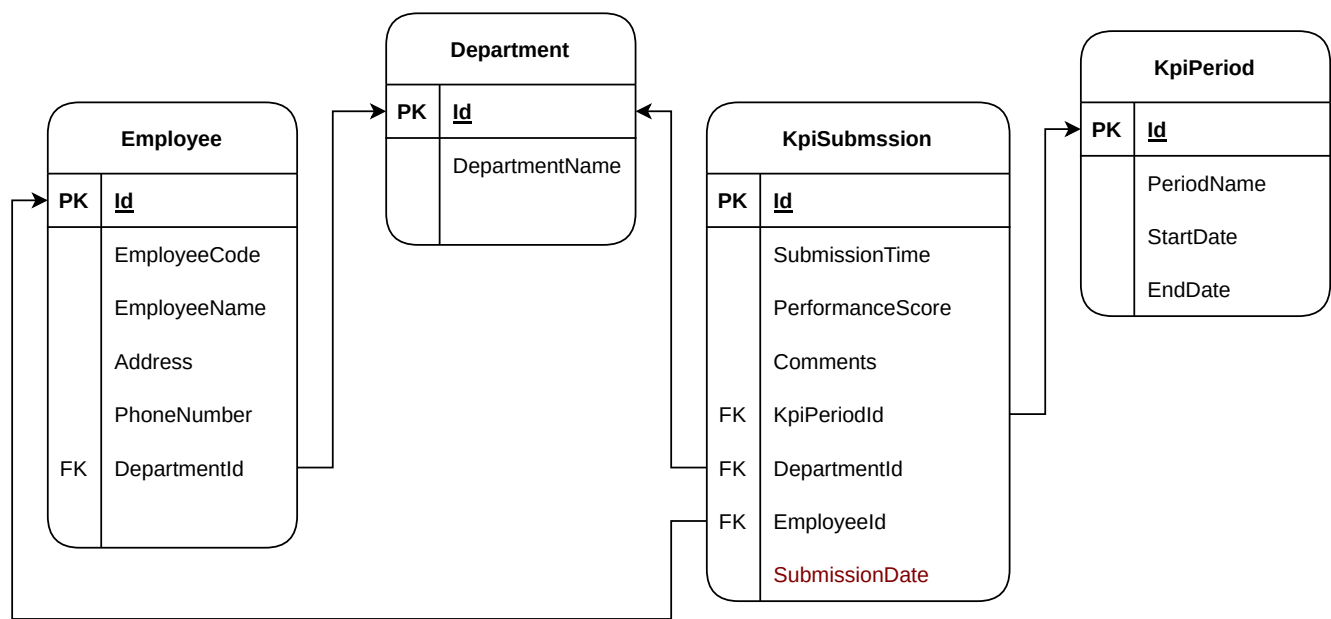 Employee
PK Id
EmployeeCode
EmployeeName
Address
PhoneNumber
FK DepartmentId
Department
PK Id
DepartmentName
KpiSubmssion
PK Id
SubmissionTime
PerformanceScore
Comments
FK KpiPeriodId
FK DepartmentId
FK EmployeeId
SubmissionDate
KpiPeriod
PK Id
PeriodName
StartDate
EndDate